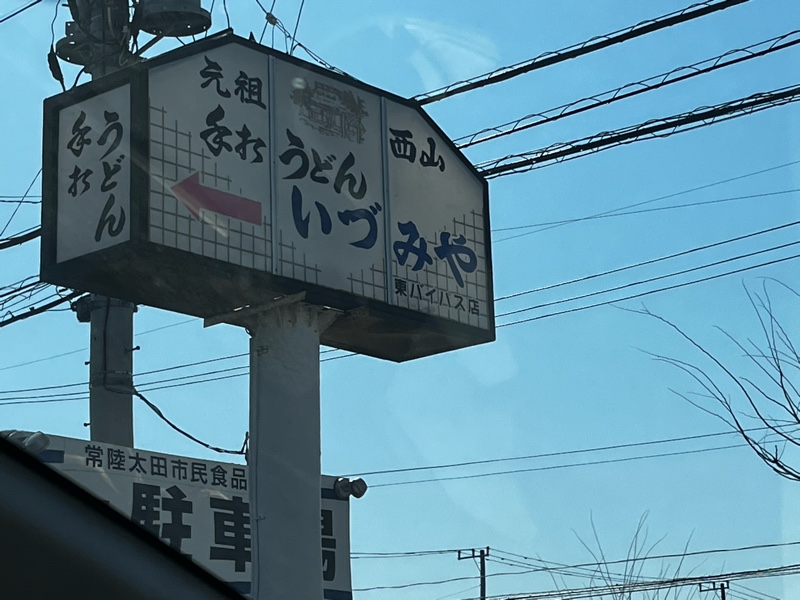 手打
うどん
元祖
手打
うどん
いづみや
西山
東バイパス店
常陸太田市民食品
駐車場